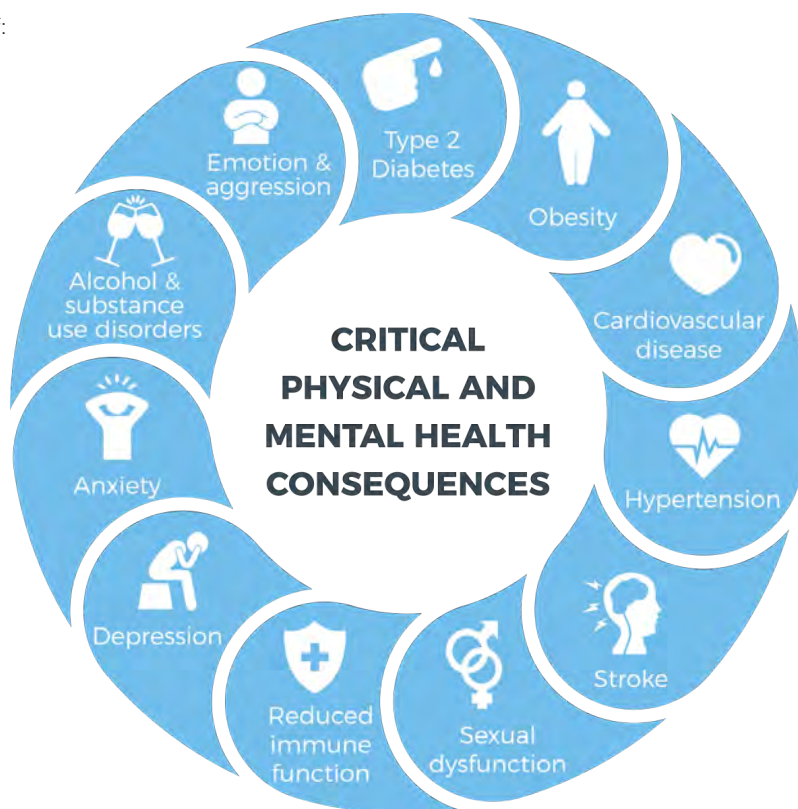 CRITICAL
PHYSICAL AND
MENTAL HEALTH
CONSEQUENCES
Type 2
Diabetes
Obesity
Cardiovascular
disease
Hypertension
Stroke
Sexual
dysfunction
Reduced
immune
function
Depression
Anxiety
Alcohol &
substance
use disorders
Emotion &
aggression